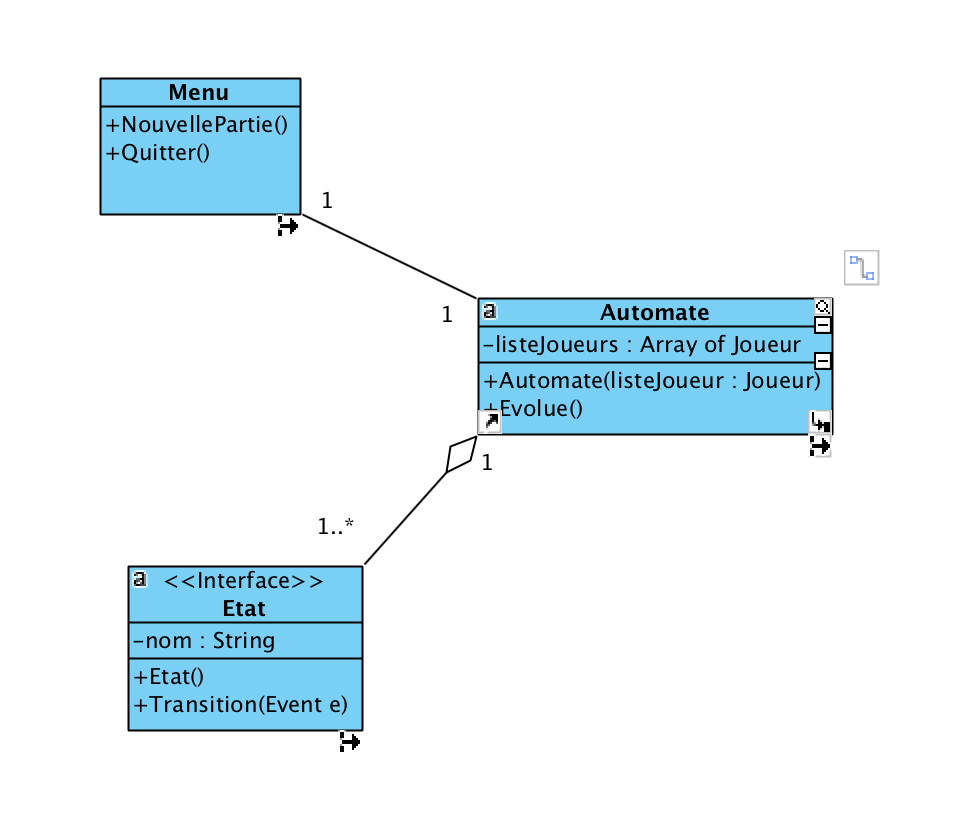 Menu
+NouvellePartie()
+Quitter()
1
1
a
Automate
-listeJoueurs : Array of Joueur
+Automate(listeJoueur : Joueur)
+Evolue()
1
1..*
a <<Interface>>
Etat
-nom : String
+Etat()
+Transition(Event e)